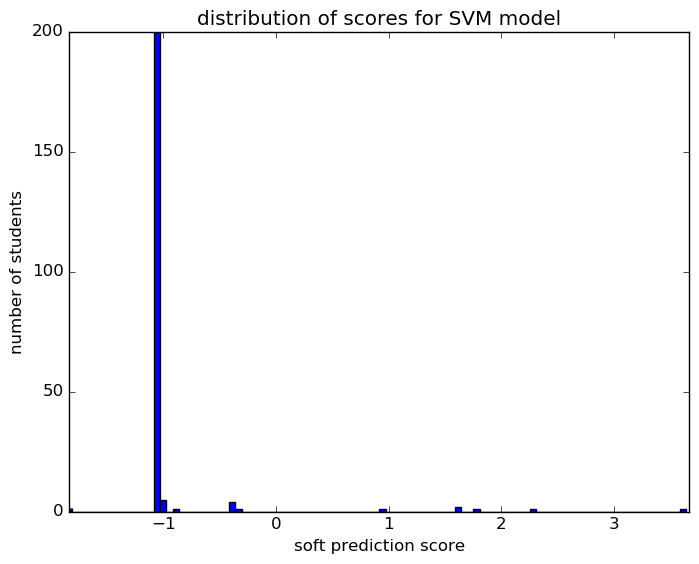 distribution of scores for SVM model
200
150
100
50
0
number of students
−1 0 1 2 3
soft prediction score